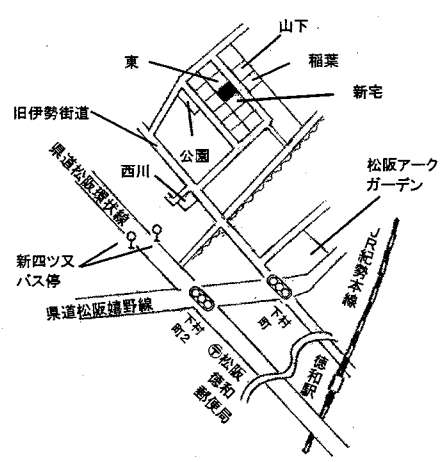 山下
東
稲葉
新宅
旧伊勢街道
公園
県道松阪環状線
西川
松阪アーク
ガーデン
新四ツ又
バス停
JR紀勢本線
県道松阪嬉野線
下村
町
下村
町2
〒松阪
徳和
郵便局
徳和駅